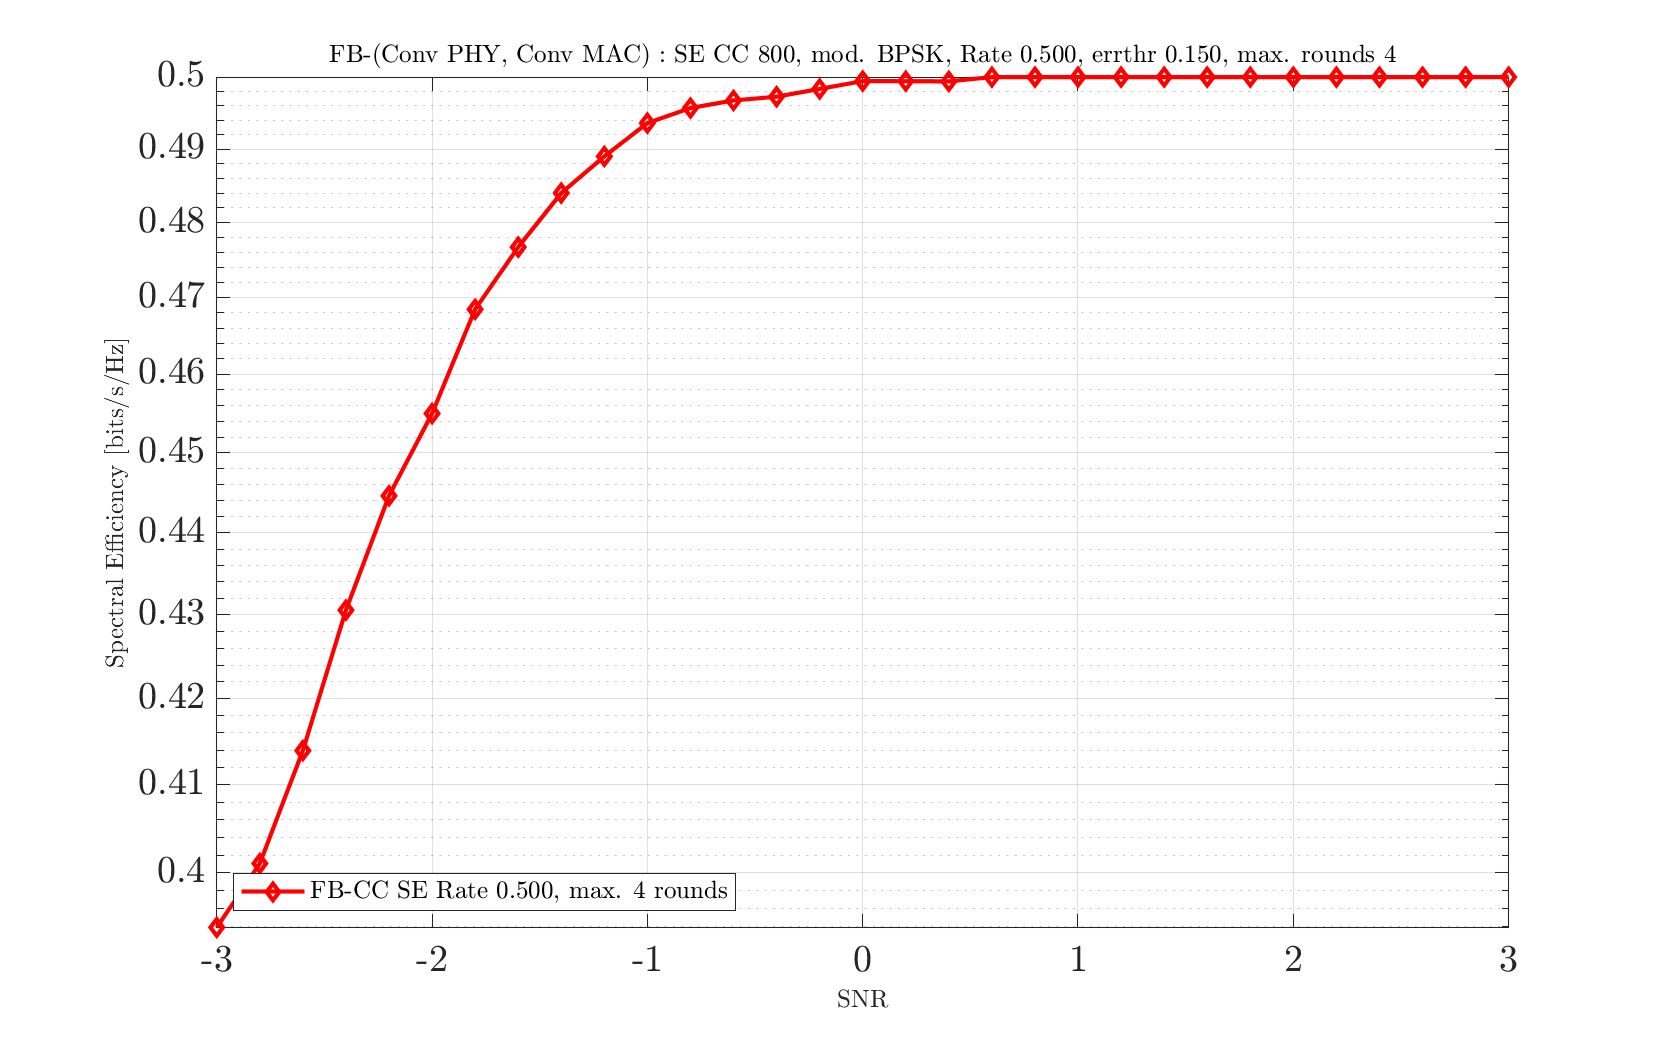 FB-(Conv PHY, Conv MAC) : SE CC 800, mod. BPSK, Rate 0.500, errthr 0.150, max. rounds 4
0.5
0.49
0.48
0.47
0.46
0.45
0.44
0.43
0.42
0.41
0.4
Spectral Efficiency [bits/s/Hz]
FB-CC SE Rate 0.500, max. 4 rounds
-3 -2 -1 0 1 2 3
SNR